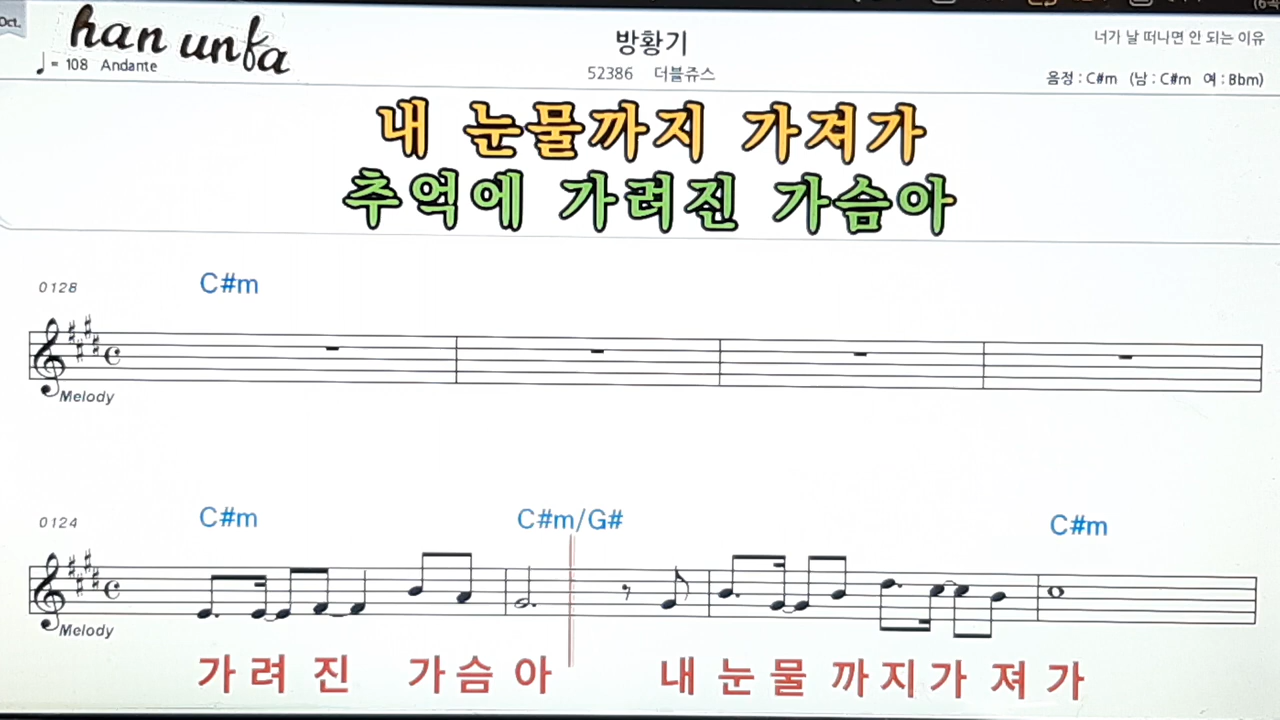 Oct.
han unfa
♩= 108 Andante
방황기
52386 더블쥬스
너가 날 떠나면 안 되는 이유
음정 : C#m (남 : C#m 여 : Bbm)
내 눈물까지 가져가
추억에 가려진 가슴아
0128
C#m
Melody
0124
C#m C#m/G# C#m
Melody
가 려 진 가 슴 아 내 눈 물 까 지 가 져 가